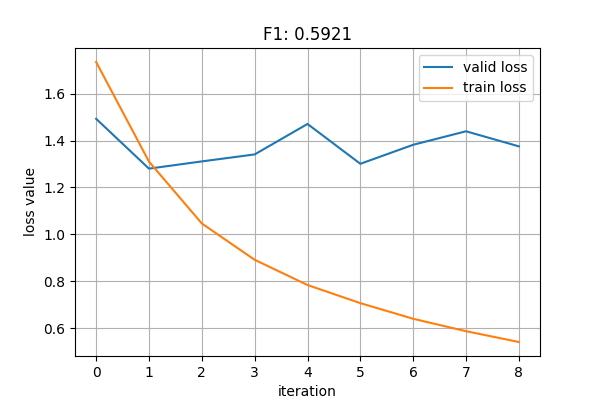 F1: 0.5921
valid loss
train loss
1.6
1.4
1.2
1.0
0.8
0.6
loss value
0 1 2 3 4 5 6 7 8
iteration